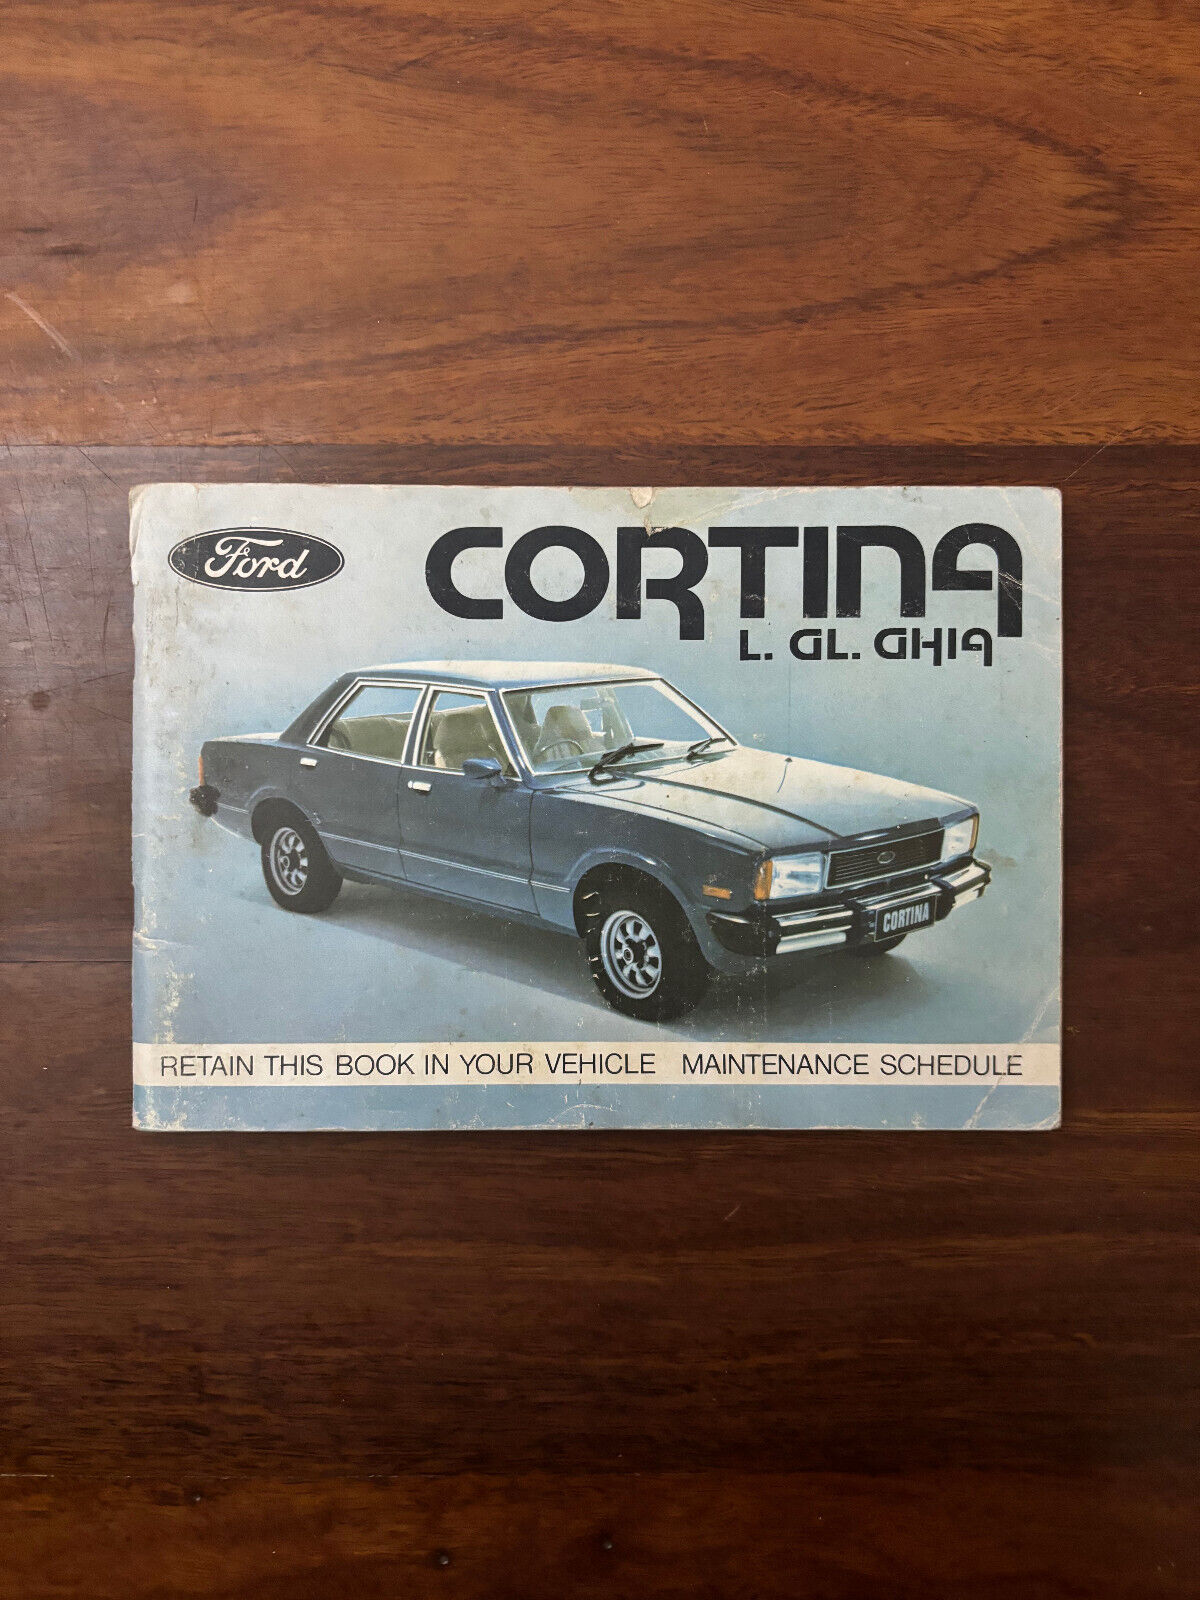 Ford
CORTINA
L. GL. GHIA
CORTINA
RETAIN THIS BOOK IN YOUR VEHICLE MAINTENANCE SCHEDULE